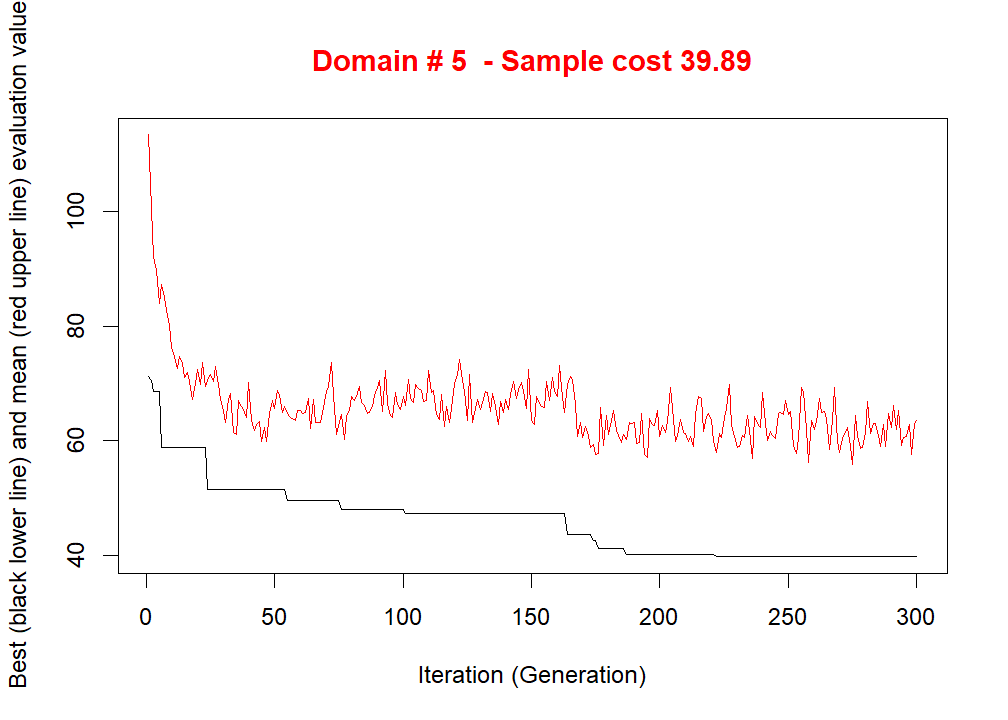 Domain # 5  - Sample cost 39.89
Best (black lower line) and mean (red upper line) evaluation value
100
80
60
40
0 50 100 150 200 250 300
Iteration (Generation)